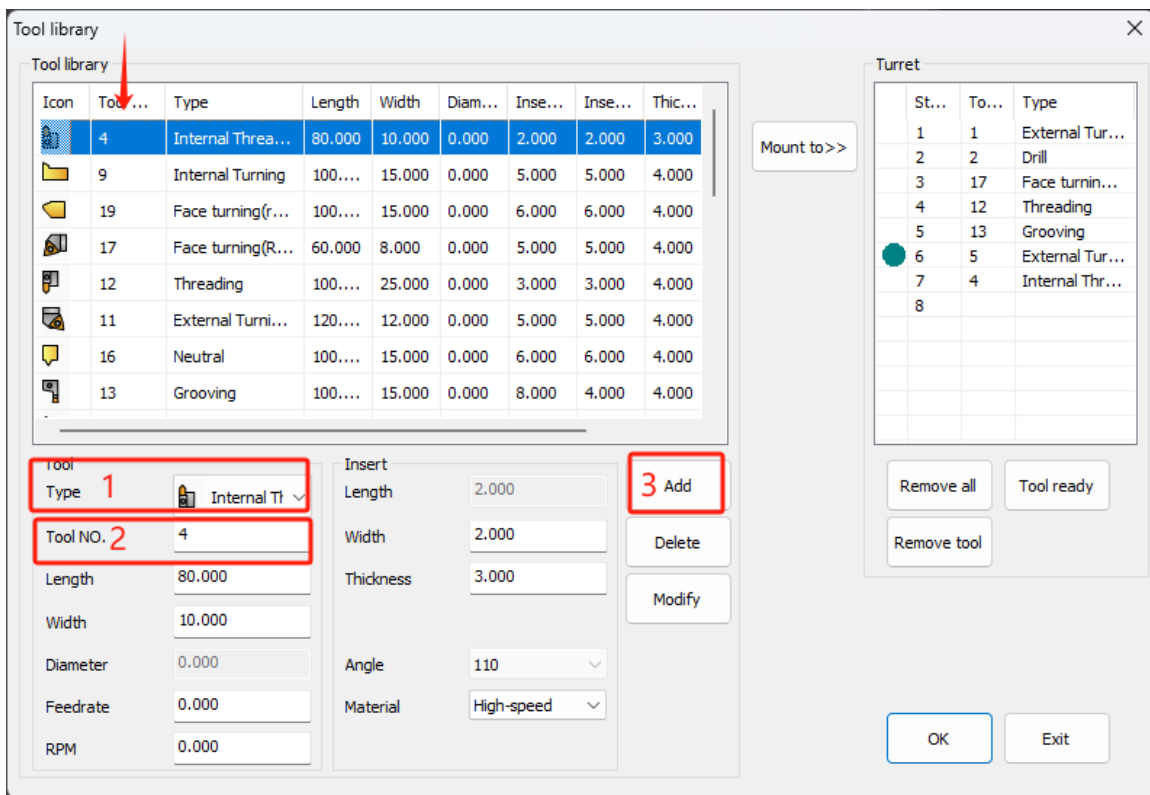 Tool library
Tool library
Icon Too... Type Length Width Diam... Inse... Inse... Thic...
4 Internal Threa... 80.000 10.000 0.000 2.000 2.000 3.000
9 Internal Turning 100.... 15.000 0.000 5.000 5.000 4.000
19 Face turning(r... 100.... 15.000 0.000 6.000 6.000 4.000
17 Face turning(R... 60.000 8.000 0.000 5.000 5.000 4.000
12 Threading 100.... 25.000 0.000 3.000 3.000 4.000
11 External Turni... 120.... 12.000 0.000 5.000 5.000 4.000
16 Neutral 100.... 15.000 0.000 6.000 6.000 4.000
13 Grooving 100.... 15.000 0.000 8.000 4.000 4.000
Mount to>>
Turret
St... To... Type
1 1 External Tur...
2 2 Drill
3 17 Face turnin...
4 12 Threading
5 13 Grooving
6 5 External Tur...
7 4 Internal Thr...
8
Tool
Type 1 Internal Th
Tool NO. 2 4
Length 80.000
Width 10.000
Diameter 0.000
Feedrate 0.000
RPM 0.000
Insert
Length 2.000
Width 2.000
Thickness 3.000
Angle 110
Material High-speed
3 Add
Delete
Modify
Remove all Tool ready
Remove tool
OK Exit